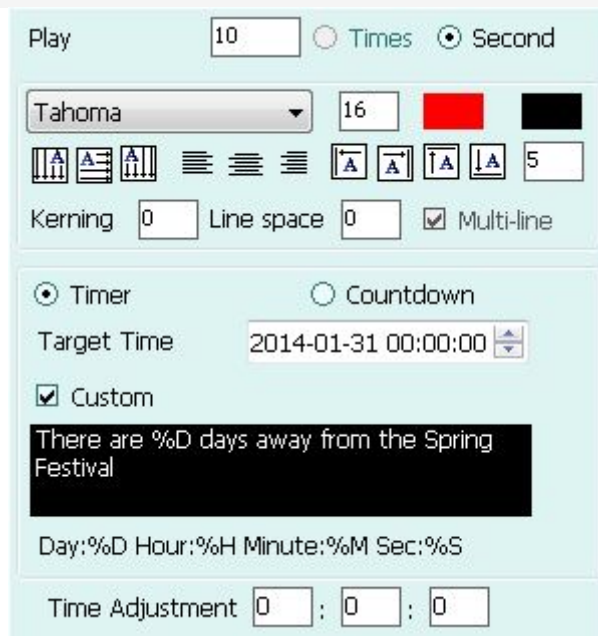 Play 10 Times Second
Tahoma 16
A A A A A A A 5
Kerning 0 Line space 0 Multi-line
Timer Countdown
Target Time 2014-01-31 00:00:00
Custom
There are %D days away from the Spring
Festival
Day:%D Hour:%H Minute:%M Sec:%S
Time Adjustment 0 : 0 : 0